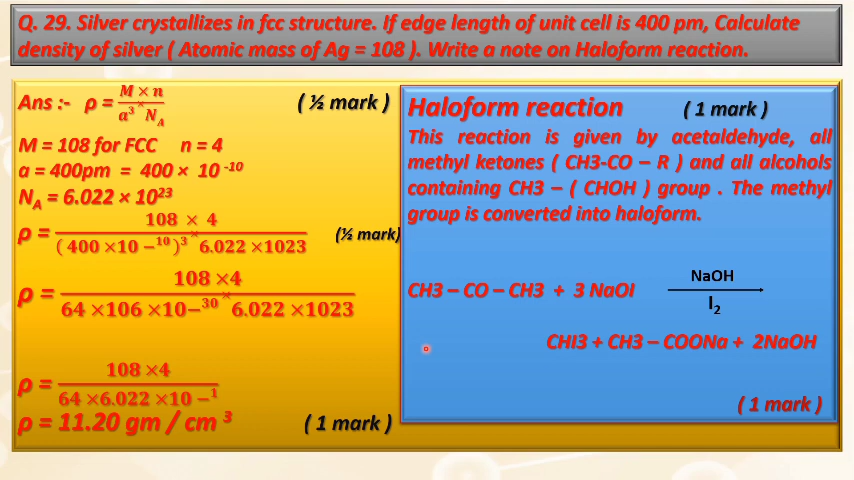 Q. 29. Silver crystallizes in fcc structure. If edge length of unit cell is 400 pm, Calculate
density of silver ( Atomic mass of Ag = 108 ). Write a note on Haloform reaction.
Ans :- ρ = M × n / a³ × N_A ( ½ mark )
M = 108 for FCC n = 4
a = 400pm = 400 × 10 ⁻¹⁰
N_A = 6.022 × 10²³
ρ = 108 × 4 / ( 400 ×10 −¹⁰ )³ × 6.022 ×1023 (½ mark)
ρ = 108 ×4 / 64 ×106 ×10−³⁰ × 6.022 ×1023
ρ = 108 ×4 / 64 ×6.022 ×10 −¹
ρ = 11.20 gm / cm ³ ( 1 mark )
Haloform reaction ( 1 mark )
This reaction is given by acetaldehyde, all
methyl ketones ( CH3-CO – R ) and all alcohols
containing CH3 – ( CHOH ) group . The methyl
group is converted into haloform.
CH3 – CO – CH3 + 3 NaOI
NaOH
I₂
CHI3 + CH3 – COONa + 2NaOH
( 1 mark )